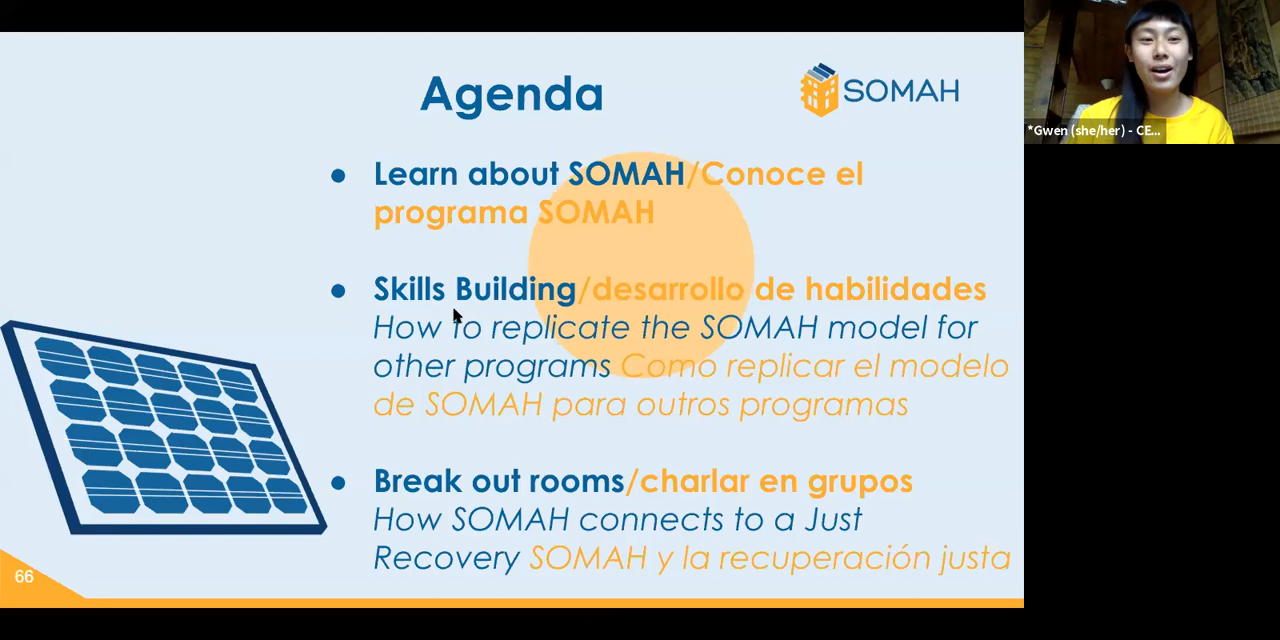 Agenda
SOMAH
*Gwen (she/her) - CE...
● Learn about SOMAH/Conoce el
programa SOMAH
● Skills Building/desarrollo de habilidades
How to replicate the SOMAH model for
other programs Como replicar el modelo
de SOMAH para outros programas
● Break out rooms/charlar en grupos
How SOMAH connects to a Just
Recovery SOMAH y la recuperación justa
66